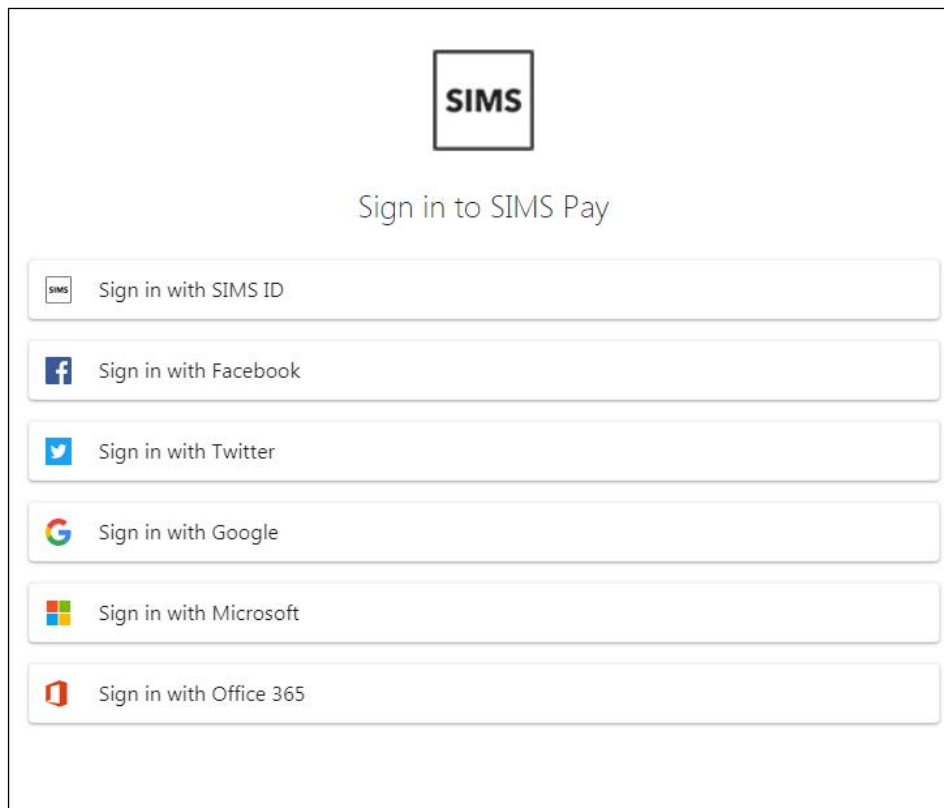 SIMS
Sign in to SIMS Pay
SIMS Sign in with SIMS ID
Sign in with Facebook
Sign in with Twitter
Sign in with Google
Sign in with Microsoft
Sign in with Office 365